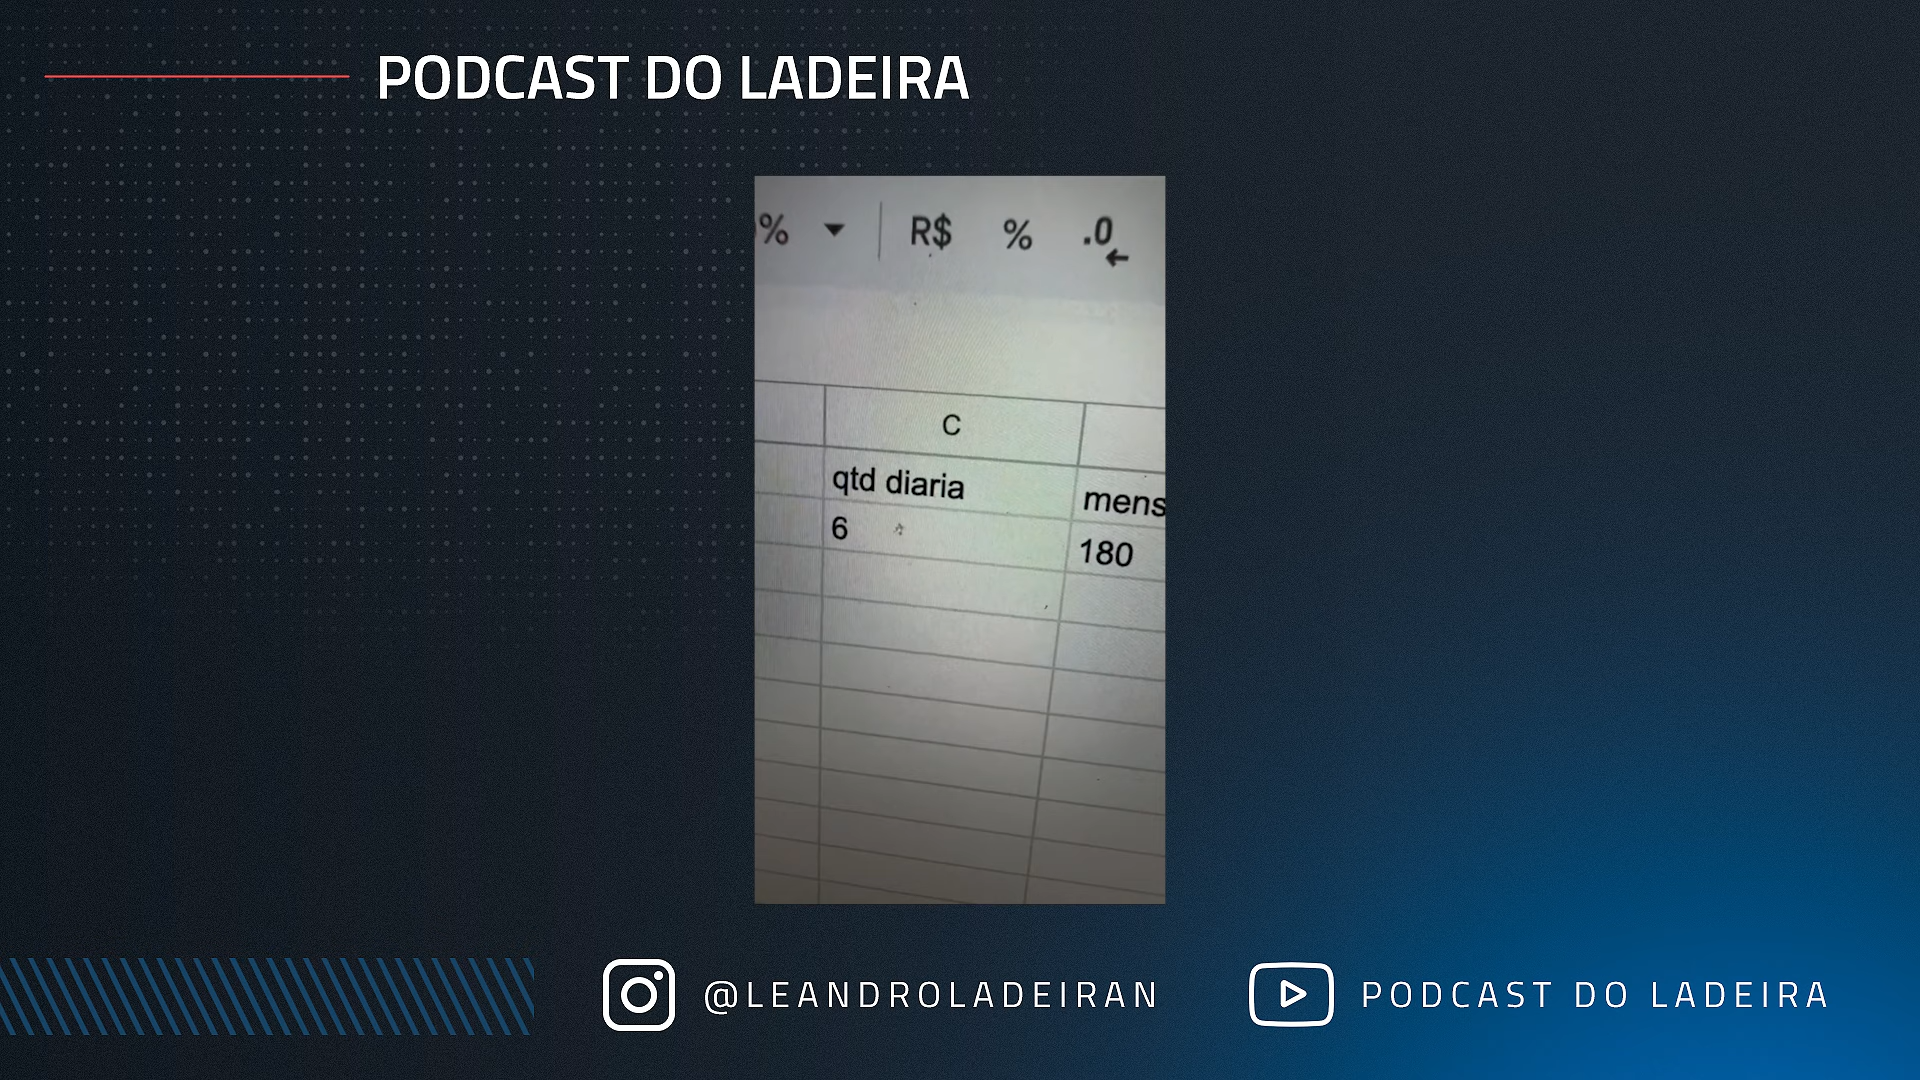 PODCAST DO LADEIRA
% R$ % .0
C
qtd diaria mens
6 180
@LEANDROLADEIRAN PODCAST DO LADEIRA